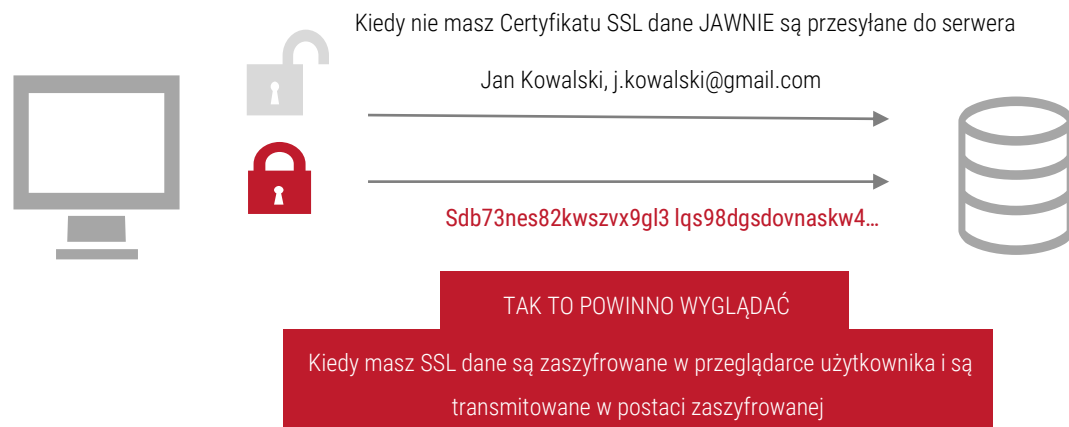 Kiedy nie masz Certyfikatu SSL dane JAWNIE są przesyłane do serwera
Jan Kowalski, j.kowalski@gmail.com
Sdb73nes82kwszvx9gl3 lqs98dgsdovnaskw4…
TAK TO POWINNO WYGLĄDAĆ
Kiedy masz SSL dane są zaszyfrowane w przeglądarce użytkownika i są
transmitowane w postaci zaszyfrowanej